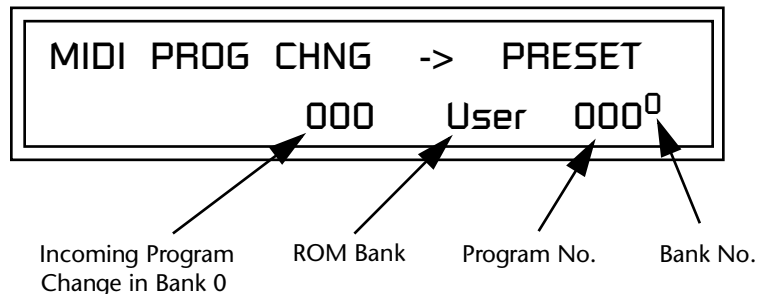 MIDI PROG CHNG -> PRESET
000 User 000⁰
Incoming Program ROM Bank Program No. Bank No.
Change in Bank 0